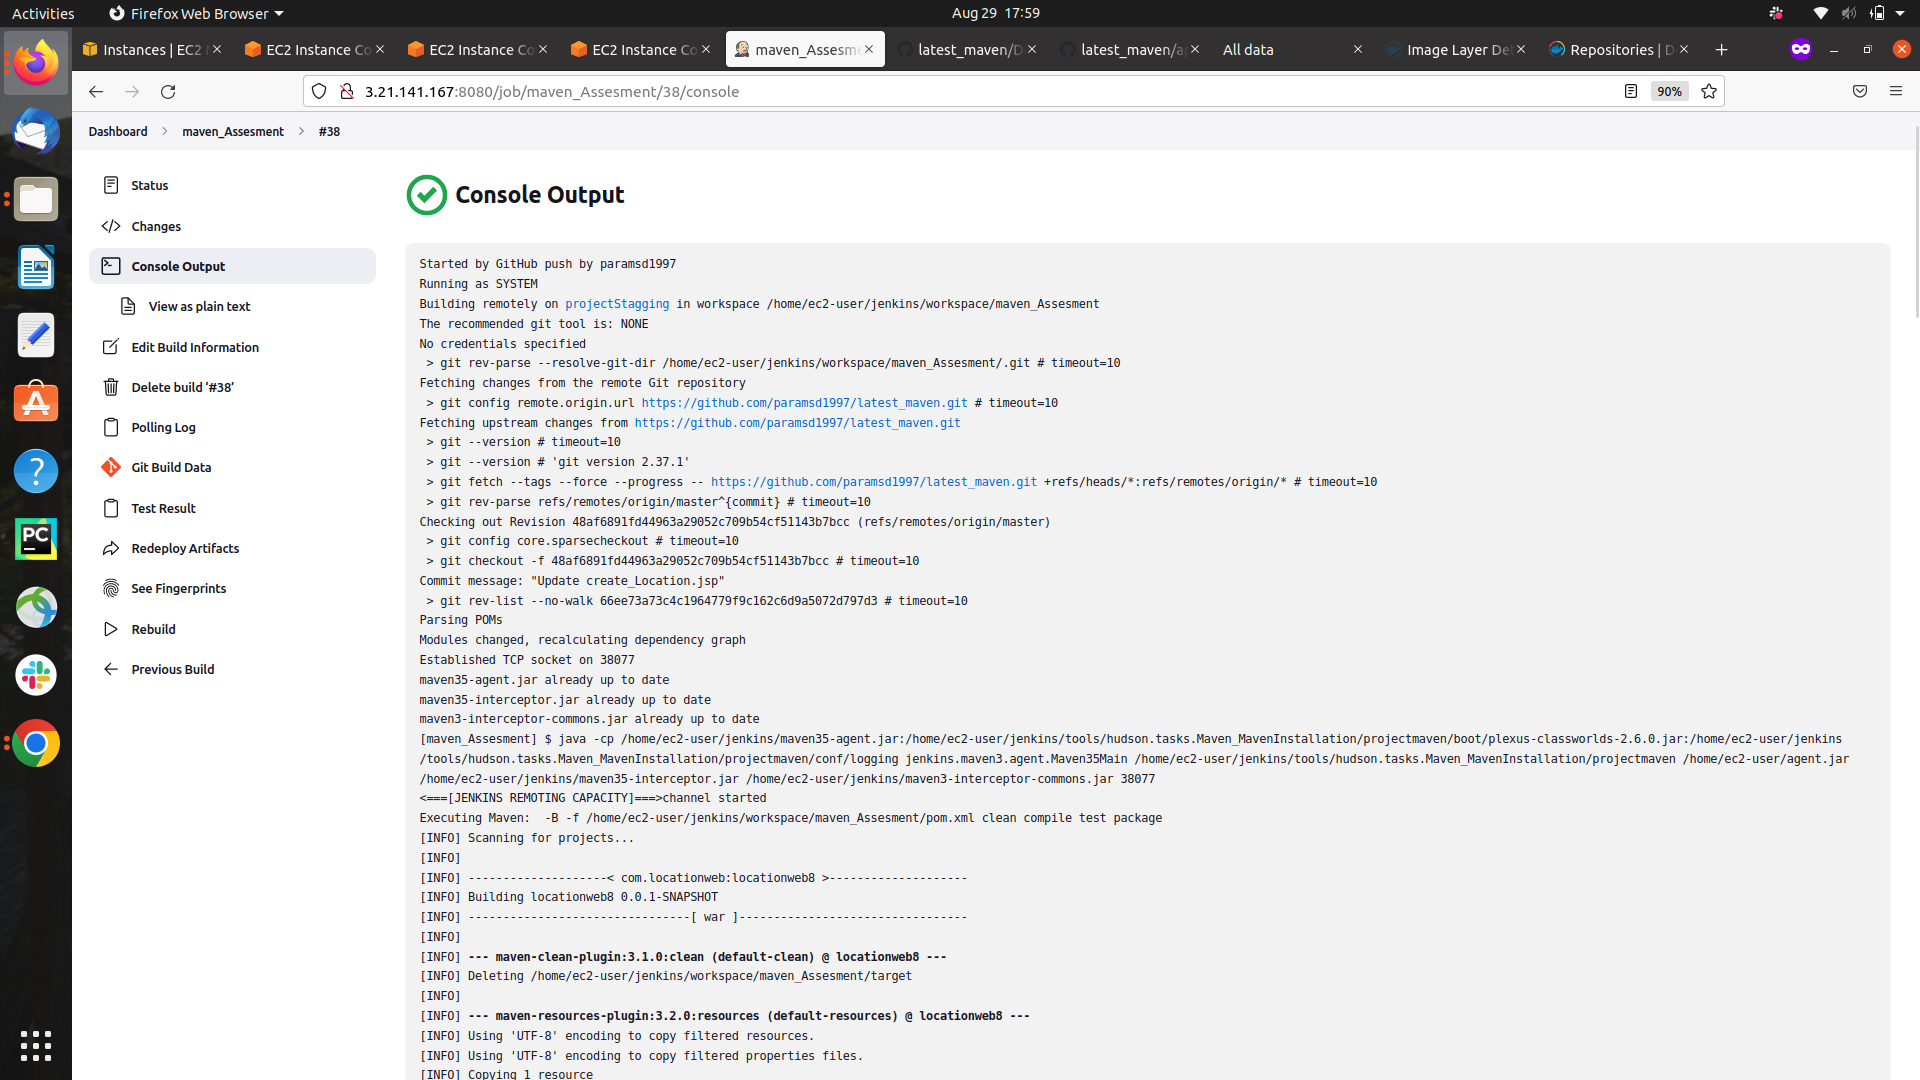 Activities
Firefox Web Browser
Aug 29 17:59
Instances | EC2 M
EC2 Instance Co
EC2 Instance Co
EC2 Instance Co
maven_Assesme
latest_maven/D
latest_maven/ap
All data
Image Layer Det
Repositories | D
3.21.141.167:8080/job/maven_Assesment/38/console
90%
Dashboard
maven_Assesment
#38
Status
Changes
Console Output
View as plain text
Edit Build Information
Delete build ‘#38’
Polling Log
Git Build Data
Test Result
Redeploy Artifacts
See Fingerprints
Rebuild
Previous Build
Console Output
Started by GitHub push by paramsd1997
Running as SYSTEM
Building remotely on projectStagging in workspace /home/ec2-user/jenkins/workspace/maven_Assesment
The recommended git tool is: NONE
No credentials specified
> git rev-parse --resolve-git-dir /home/ec2-user/jenkins/workspace/maven_Assesment/.git # timeout=10
Fetching changes from the remote Git repository
> git config remote.origin.url https://github.com/paramsd1997/latest_maven.git # timeout=10
Fetching upstream changes from https://github.com/paramsd1997/latest_maven.git
> git --version # timeout=10
> git --version # 'git version 2.37.1'
> git fetch --tags --force --progress -- https://github.com/paramsd1997/latest_maven.git +refs/heads/*:refs/remotes/origin/* # timeout=10
> git rev-parse refs/remotes/origin/master^{commit} # timeout=10
Checking out Revision 48af6891fd44963a29052c709b54cf51143b7bcc (refs/remotes/origin/master)
> git config core.sparsecheckout # timeout=10
> git checkout -f 48af6891fd44963a29052c709b54cf51143b7bcc # timeout=10
Commit message: "Update create_Location.jsp"
> git rev-list --no-walk 66ee73a73c4c1964779f9c162c6d9a5072d797d3 # timeout=10
Parsing POMs
Modules changed, recalculating dependency graph
Established TCP socket on 38077
maven35-agent.jar already up to date
maven35-interceptor.jar already up to date
maven3-interceptor-commons.jar already up to date
[maven_Assesment] $ java -cp /home/ec2-user/jenkins/maven35-agent.jar:/home/ec2-user/jenkins/tools/hudson.tasks.Maven_MavenInstallation/projectmaven/boot/plexus-classworlds-2.6.0.jar:/home/ec2-user/jenkins
/tools/hudson.tasks.Maven_MavenInstallation/projectmaven/conf/logging jenkins.maven3.agent.Maven35Main /home/ec2-user/jenkins/tools/hudson.tasks.Maven_MavenInstallation/projectmaven /home/ec2-user/agent.jar
/home/ec2-user/jenkins/maven35-interceptor.jar /home/ec2-user/jenkins/maven3-interceptor-commons.jar 38077
<===[JENKINS REMOTING CAPACITY]===>channel started
Executing Maven:  -B -f /home/ec2-user/jenkins/workspace/maven_Assesment/pom.xml clean compile test package
[INFO] Scanning for projects...
[INFO]
[INFO] --------------------< com.locationweb:locationweb8 >--------------------
[INFO] Building locationweb8 0.0.1-SNAPSHOT
[INFO] --------------------------------[ war ]---------------------------------
[INFO]
[INFO] --- maven-clean-plugin:3.1.0:clean (default-clean) @ locationweb8 ---
[INFO] Deleting /home/ec2-user/jenkins/workspace/maven_Assesment/target
[INFO]
[INFO] --- maven-resources-plugin:3.2.0:resources (default-resources) @ locationweb8 ---
[INFO] Using 'UTF-8' encoding to copy filtered resources.
[INFO] Using 'UTF-8' encoding to copy filtered properties files.
[INFO] Copying 1 resource